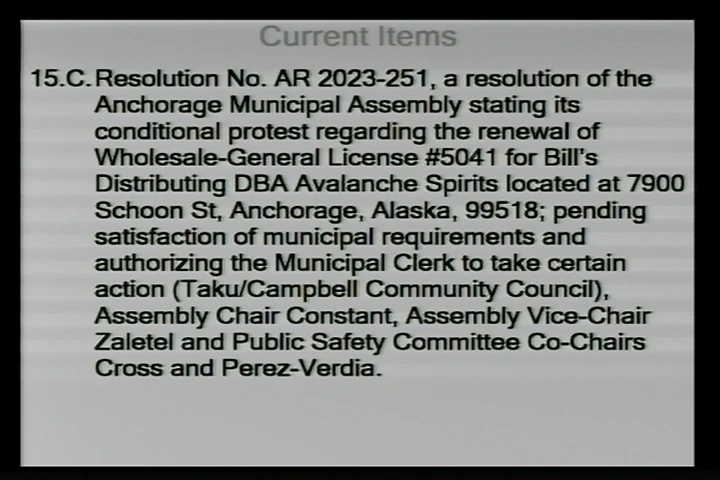 Current Items
15.C. Resolution No. AR 2023-251, a resolution of the
Anchorage Municipal Assembly stating its
conditional protest regarding the renewal of
Wholesale-General License #5041 for Bill's
Distributing DBA Avalanche Spirits located at 7900
Schoon St, Anchorage, Alaska, 99518; pending
satisfaction of municipal requirements and
authorizing the Municipal Clerk to take certain
action (Taku/Campbell Community Council),
Assembly Chair Constant, Assembly Vice-Chair
Zaletel and Public Safety Committee Co-Chairs
Cross and Perez-Verdia.